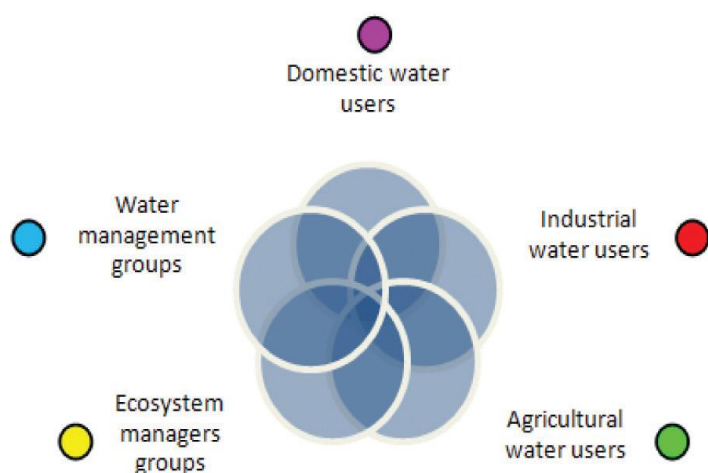 Domestic water
users
Water
management
groups
Industrial
water users
Ecosystem
managers
groups
Agricultural
water users